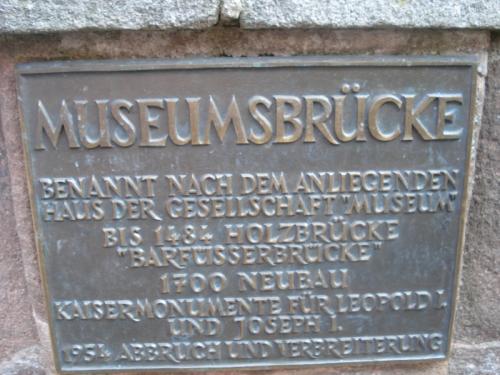 MUSEUMSBRÜCKE
BENANNT NACH DEM ANLIEGENDEN
HAUS DER GESELLSCHAFT "MUSEUM"
BIS 1484 HOLZBRÜCKE
"BARFÜSSERBRÜCKE"
1700 NEUBAU
KAISERMONUMENTE FÜR LEOPOLD I.
UND JOSEPH I.
1954 ABBRUCH UND VERBREITERUNG